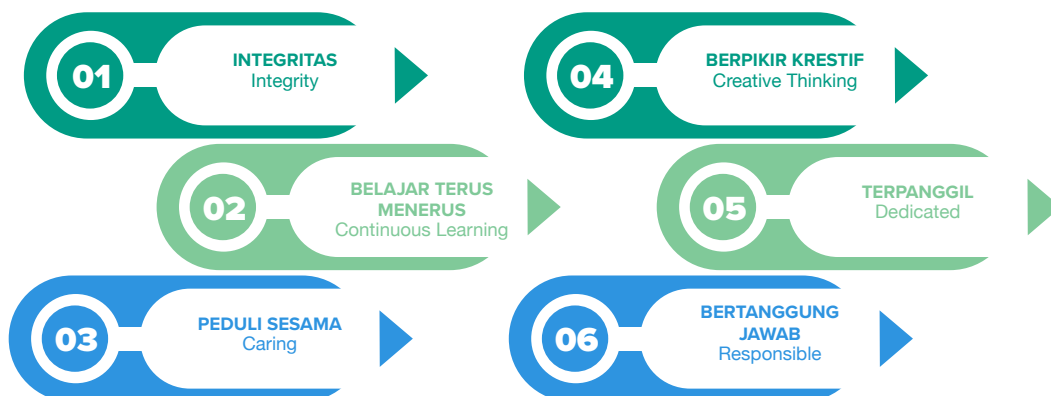 01
INTEGRITAS
Integrity
02
BELAJAR TERUS
MENERUS
Continuous Learning
03
PEDULI SESAMA
Caring
04
BERPIKIR KRESTIF
Creative Thinking
05
TERPANGGIL
Dedicated
06
BERTANGGUNG
JAWAB
Responsible